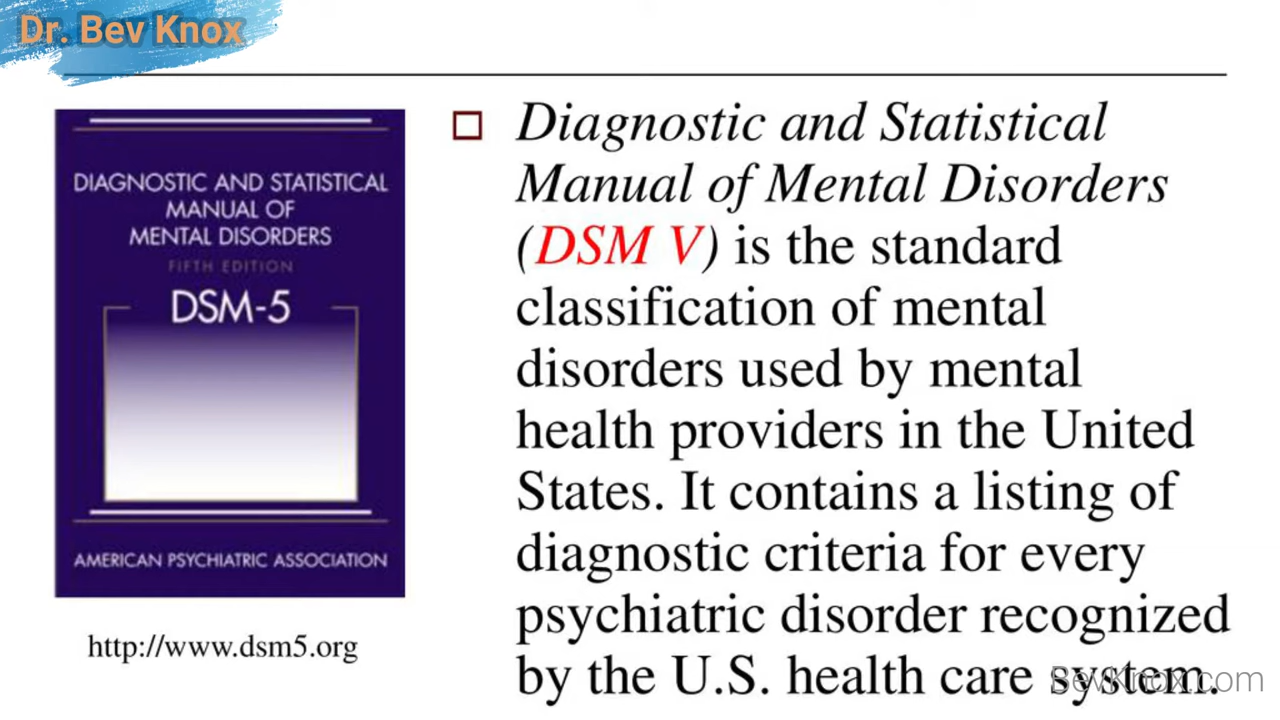 Dr. Bev Knox
DIAGNOSTIC AND STATISTICAL
MANUAL OF
MENTAL DISORDERS
FIFTH EDITION
DSM-5
AMERICAN PSYCHIATRIC ASSOCIATION
http://www.dsm5.org
Diagnostic and Statistical
Manual of Mental Disorders
(DSM V) is the standard
classification of mental
disorders used by mental
health providers in the United
States. It contains a listing of
diagnostic criteria for every
psychiatric disorder recognized
by the U.S. health care system.
BevKnox.com